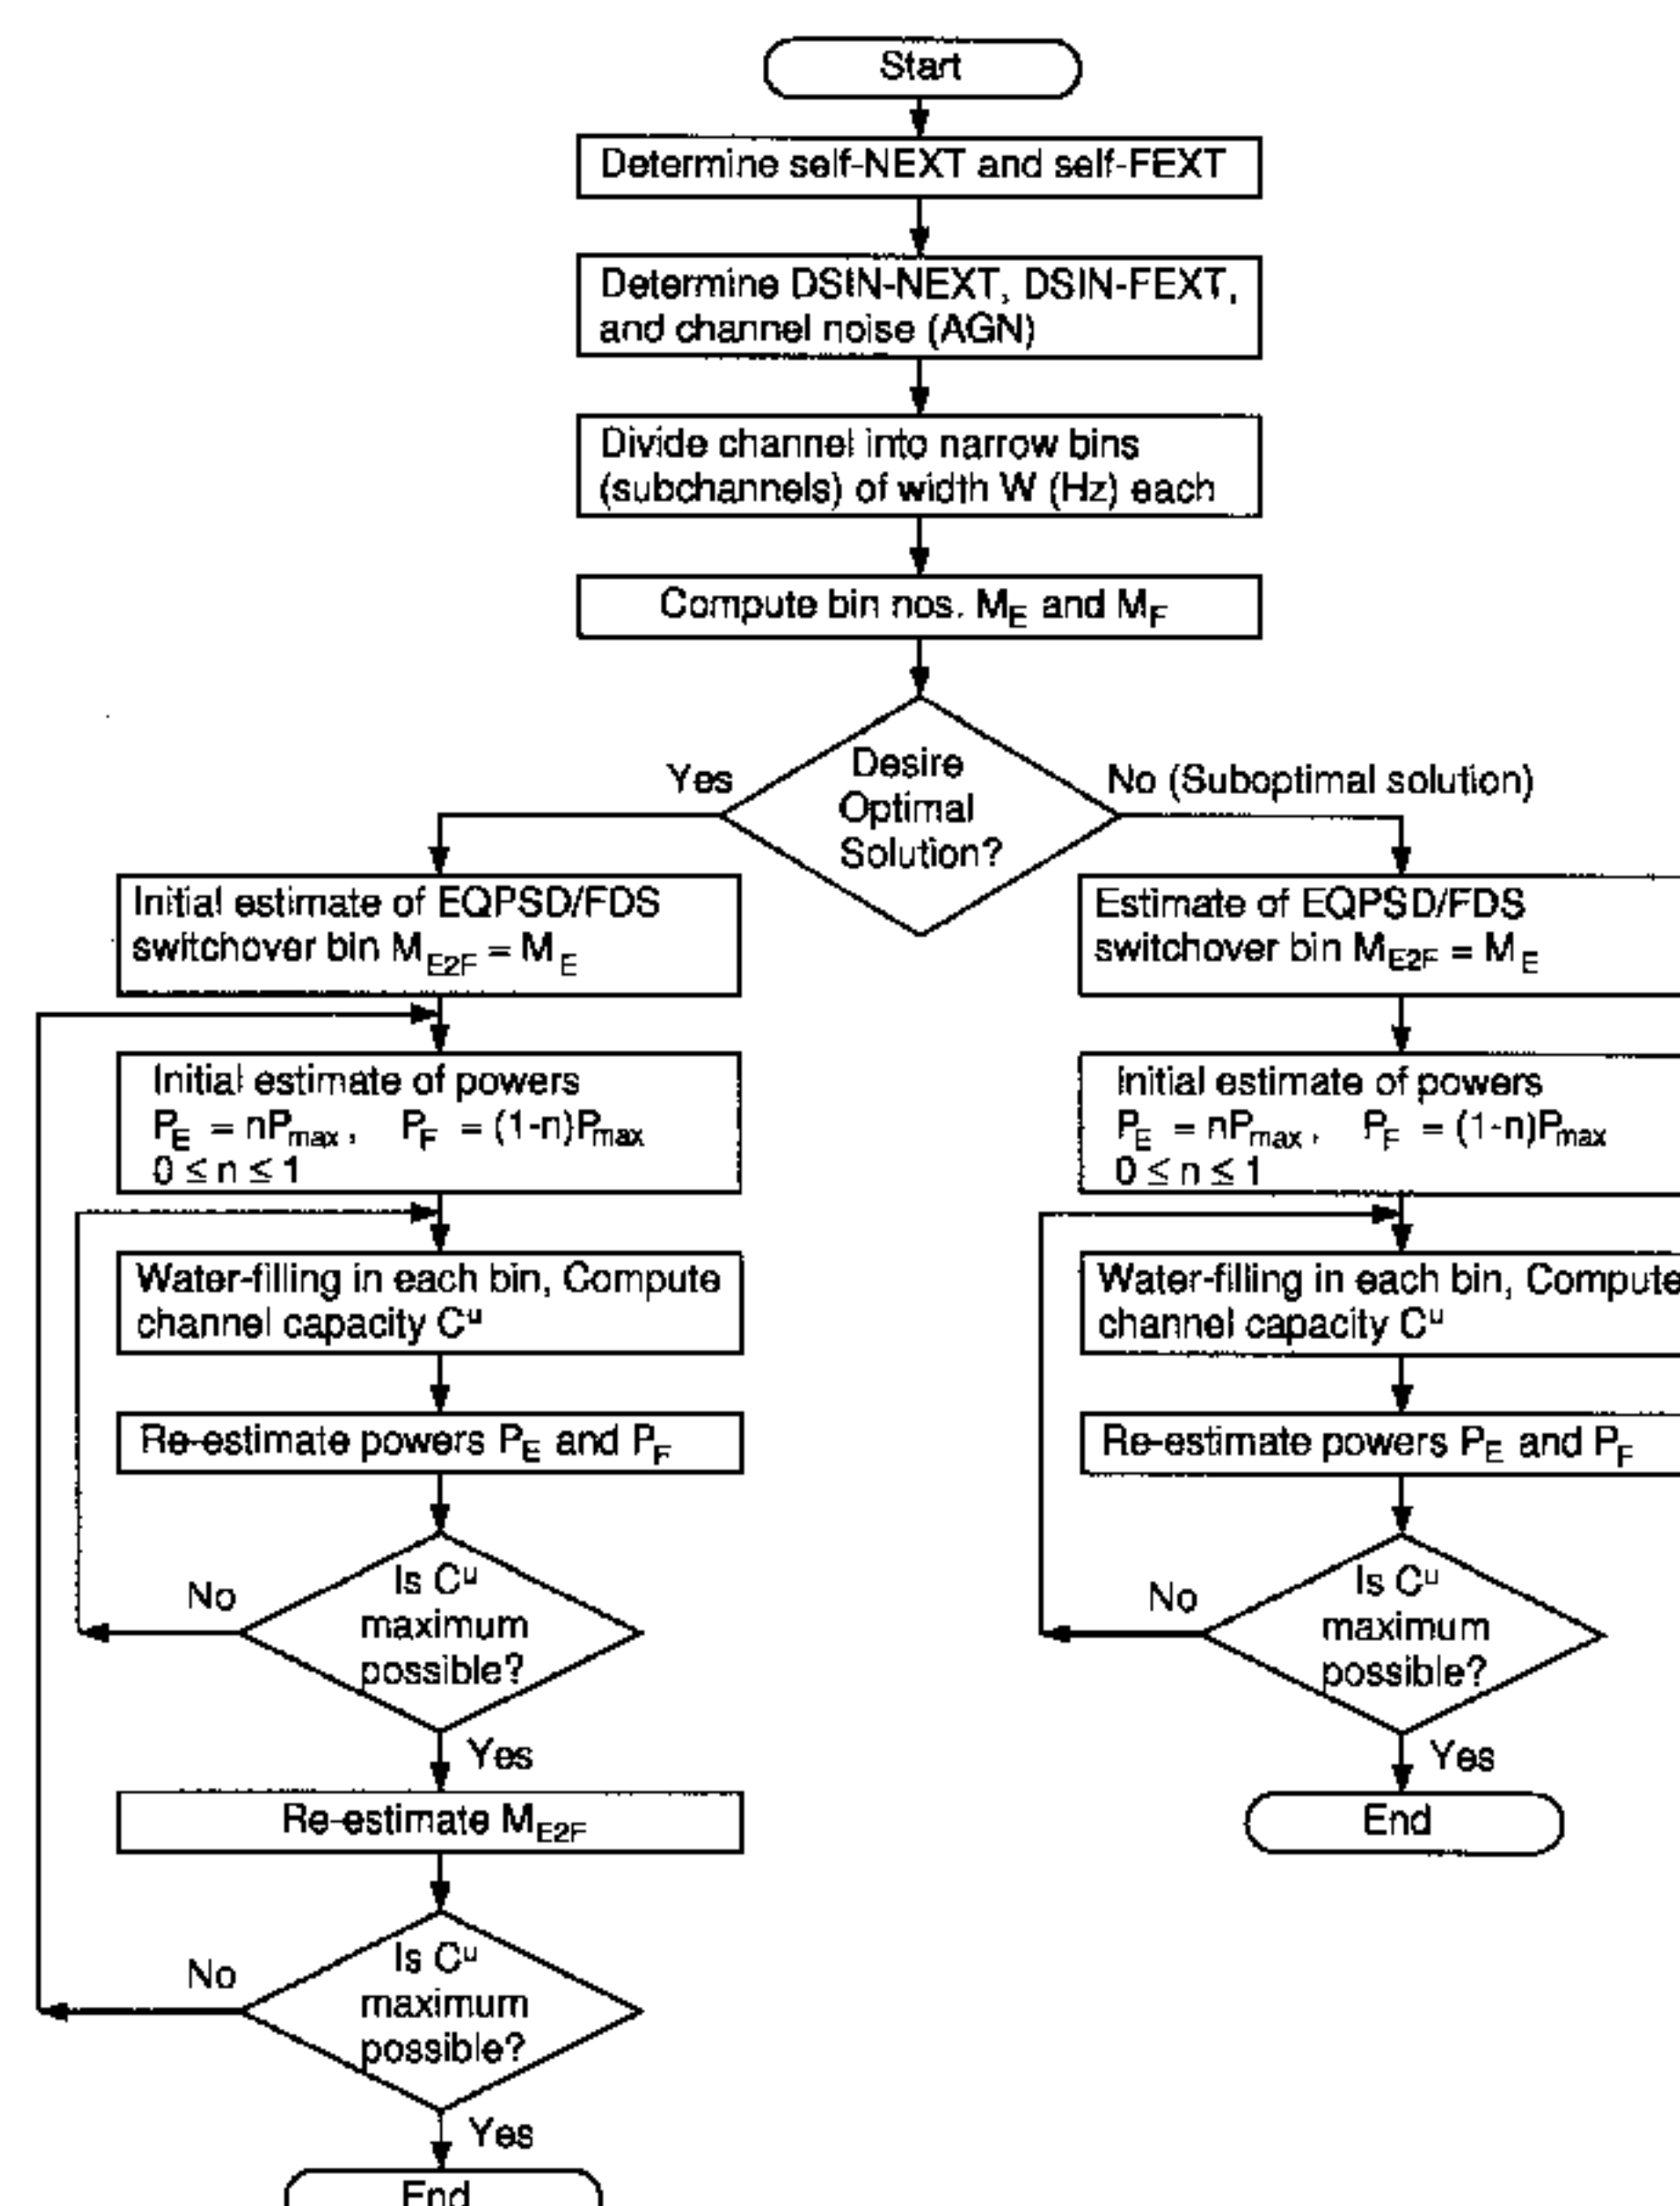 Start
Determine self-NEXT and self-FEXT
Determine DSIN-NEXT, DSIN-FEXT,
and channel noise (AGN)
Divide channel into narrow bins
(subchannels) of width W (Hz) each
Compute bin nos. M_E and M_F
Desire
Optimal
Solution?
Yes
No (Suboptimal solution)
Initial estimate of EQPSD/FDS
switchover bin M_E2F = M_E
Initial estimate of powers
P_E = nP_max, P_F = (1-n)P_max
0 ≤ n ≤ 1
Water-filling in each bin, Compute
channel capacity C^u
Re-estimate powers P_E and P_F
Is C^u
maximum
possible?
No
Yes
Re-estimate M_E2F
Is C^u
maximum
possible?
No
Yes
End
Estimate of EQPSD/FDS
switchover bin M_E2F = M_E
Initial estimate of powers
P_E = nP_max, P_F = (1-n)P_max
0 ≤ n ≤ 1
Water-filling in each bin, Compute
channel capacity C^u
Re-estimate powers P_E and P_F
Is C^u
maximum
possible?
No
Yes
End